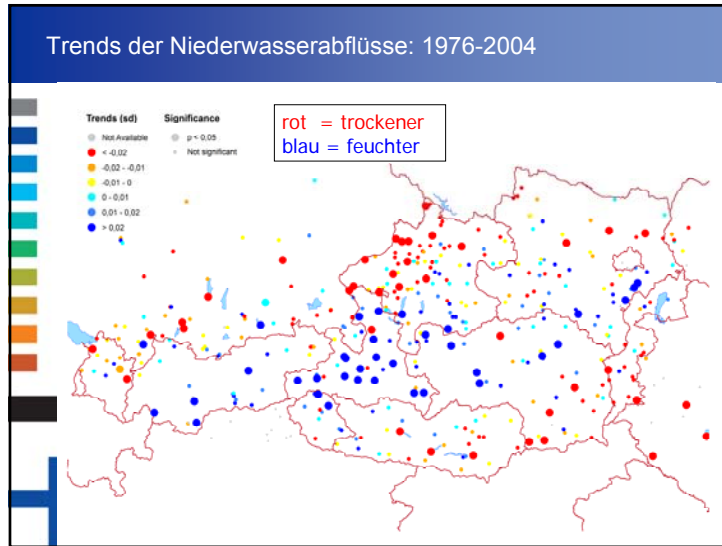 Trends der Niederwasserabflüsse: 1976-2004
rot = trockener
blau = feuchter
Trends (sd)
Not Available
< -0,02
-0,02 - -0,01
-0,01 - 0
0 - 0,01
0,01 - 0,02
> 0,02
Significance
p < 0,05
Not significant